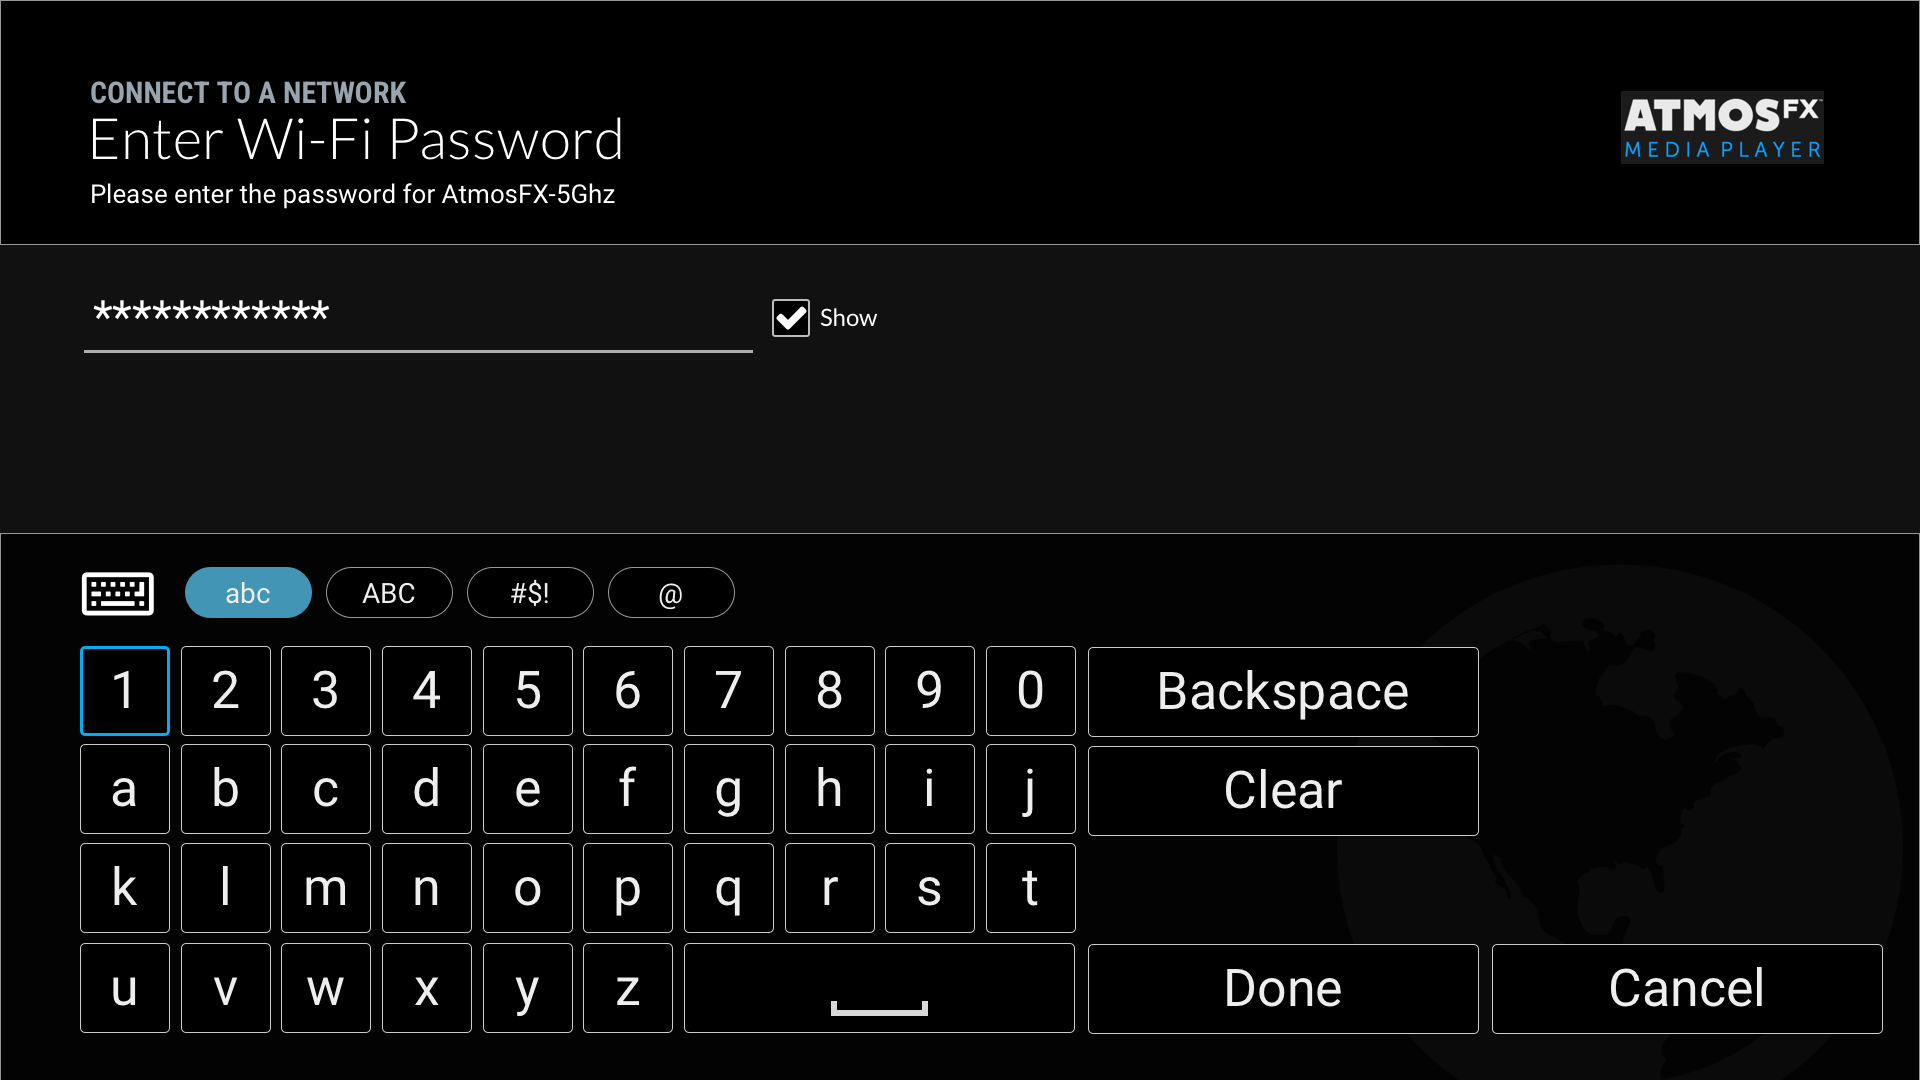 CONNECT TO A NETWORK
Enter Wi-Fi Password
Please enter the password for AtmosFX-5Ghz
ATMOSFX™
MEDIA PLAYER
************
Show
abc ABC #$! @
1 2 3 4 5 6 7 8 9 0 Backspace
a b c d e f g h i j Clear
k l m n o p q r s t
u v w x y z Done Cancel